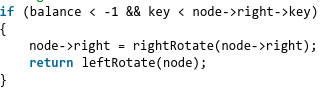 if (balance < -1 && key < node->right->key)
{
    node->right = rightRotate(node->right);
    return leftRotate(node);
}